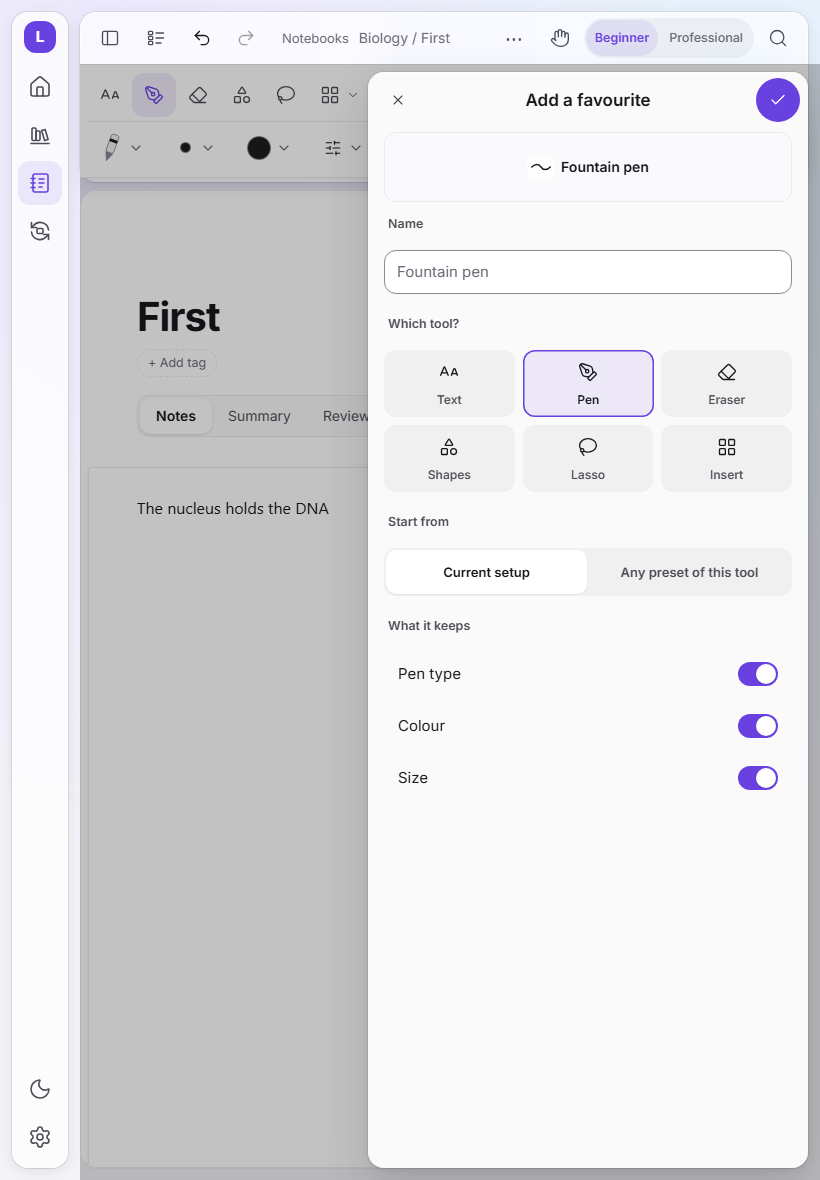 L
Notebooks Biology / First
Beginner Professional
AA
Add a favourite
Fountain pen
Name
Fountain pen
First
+ Add tag
Which tool?
AA
Text
Pen
Eraser
Notes Summary Review
Shapes
Lasso
Insert
The nucleus holds the DNA
Start from
Current setup
Any preset of this tool
What it keeps
Pen type
Colour
Size